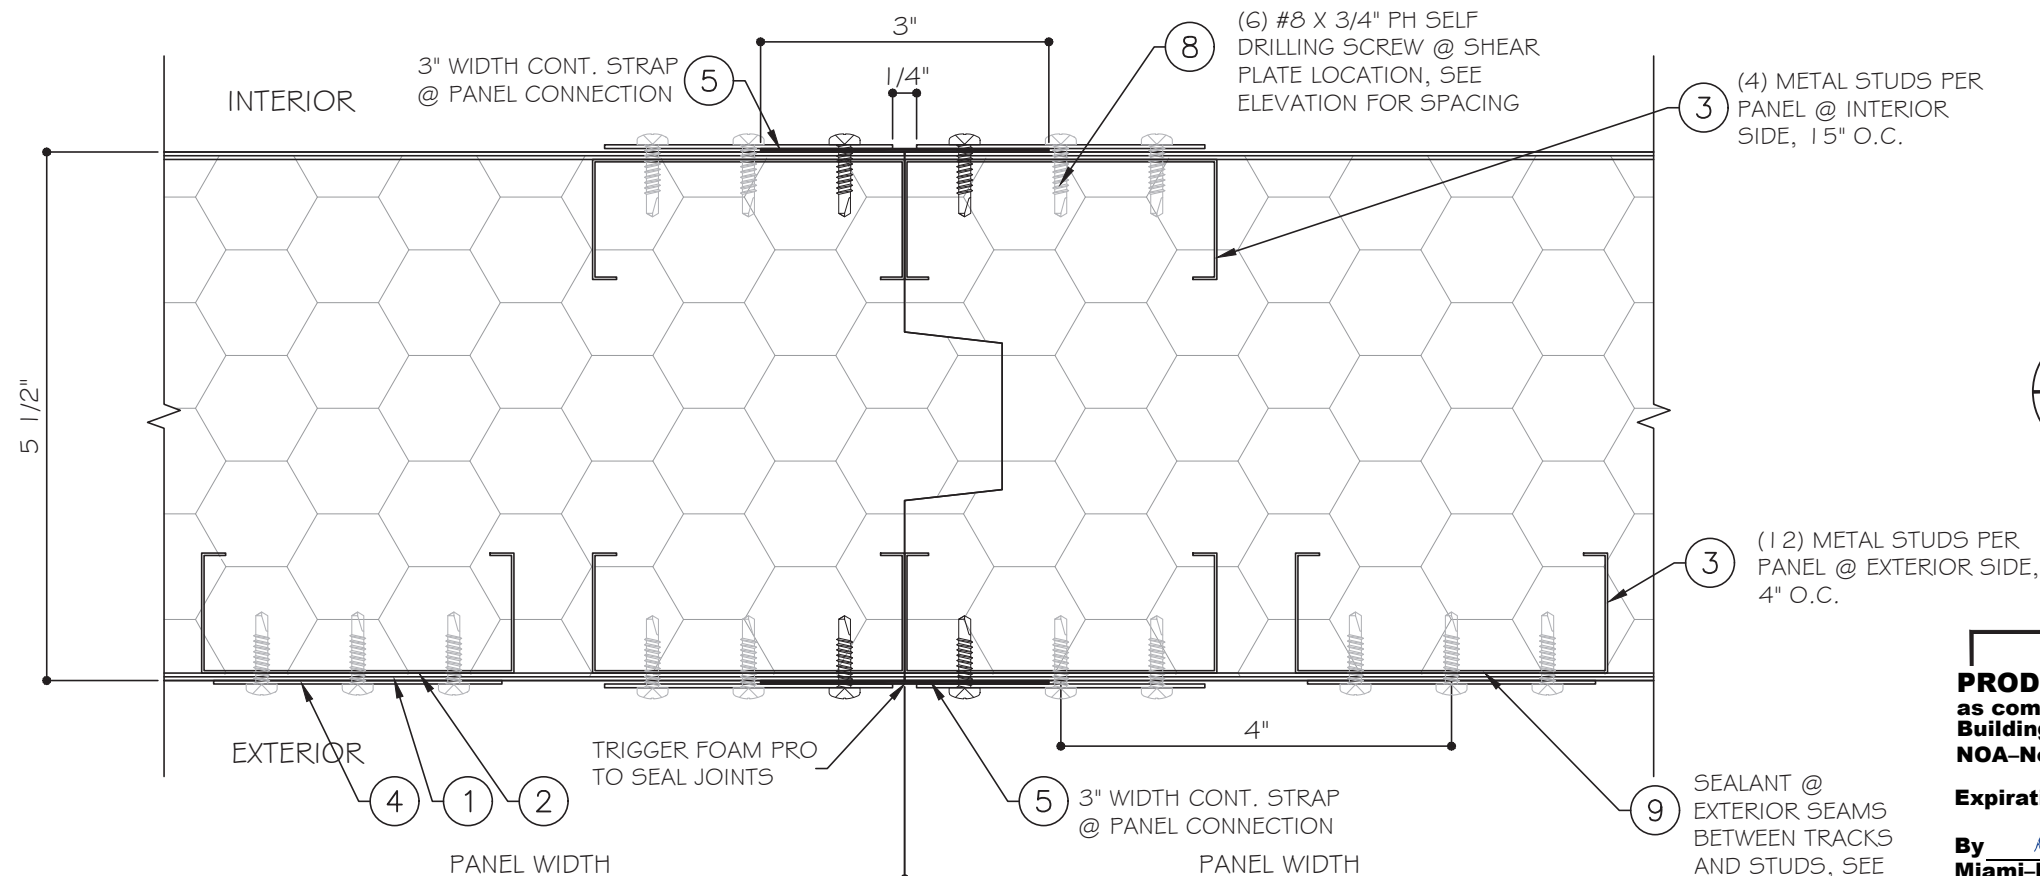 3"
(6) #8 X 3/4" PH SELF
DRILLING SCREW @ SHEAR
PLATE LOCATION, SEE
ELEVATION FOR SPACING
8
3" WIDTH CONT. STRAP
@ PANEL CONNECTION
5
1/4"
INTERIOR
3
(4) METAL STUDS PER
PANEL @ INTERIOR
SIDE, 15" O.C.
5 1/2"
3
(12) METAL STUDS PER
PANEL @ EXTERIOR SIDE,
4" O.C.
EXTERIOR
4
1
2
TRIGGER FOAM PRO
TO SEAL JOINTS
5
3" WIDTH CONT. STRAP
@ PANEL CONNECTION
4"
9
SEALANT @
EXTERIOR SEAMS
BETWEEN TRACKS
AND STUDS, SEE
PANEL WIDTH
PANEL WIDTH
PROD
as com
Building
NOA-No
Expirati
By
Miami-